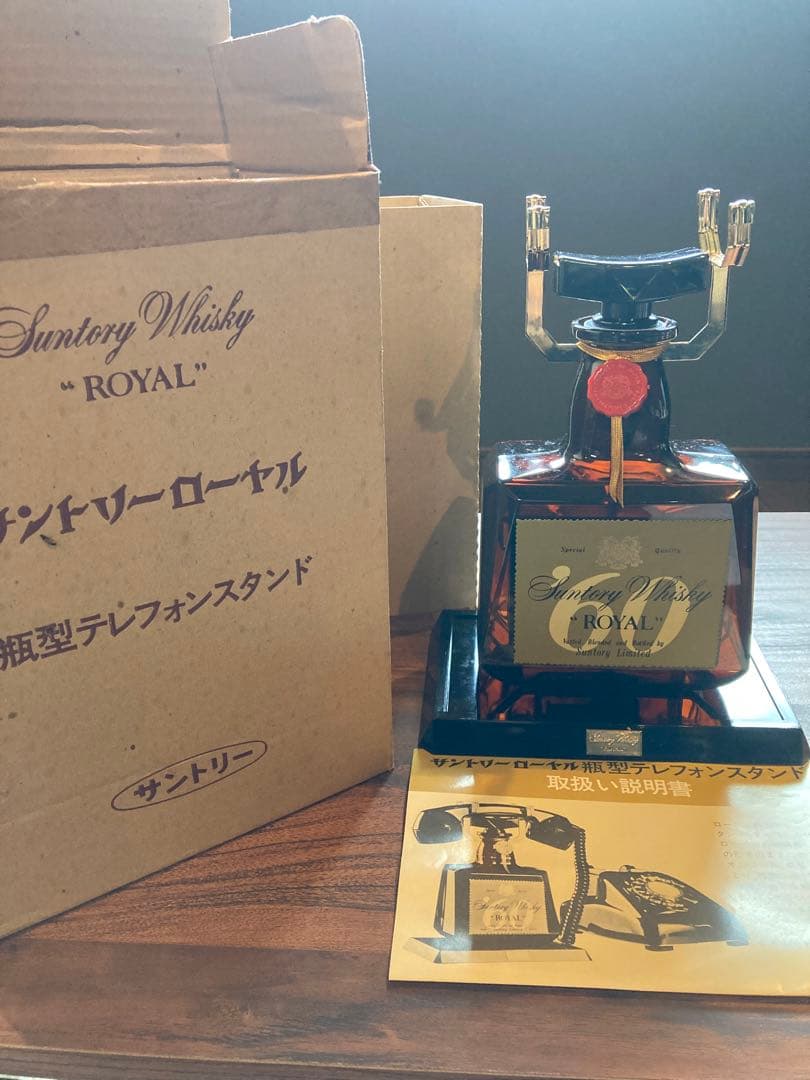 Suntory Whisky
"ROYAL"
サントリーローヤル
瓶型テレフォンスタンド
サントリー
Special Quality
'60
Suntory Whisky
"ROYAL"
Vatted, Blended and Bottled by
Suntory Limited
Suntory Whisky
サントリーローヤル瓶型テレフォンスタンド
取扱い説明書
Suntory Whisky
"ROYAL"